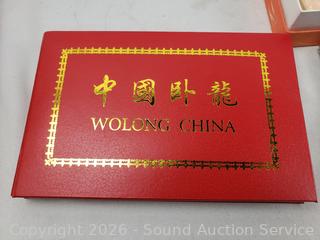 中國卧龍
WOLONG CHINA
Copyright 2026 - Sound Auction Service